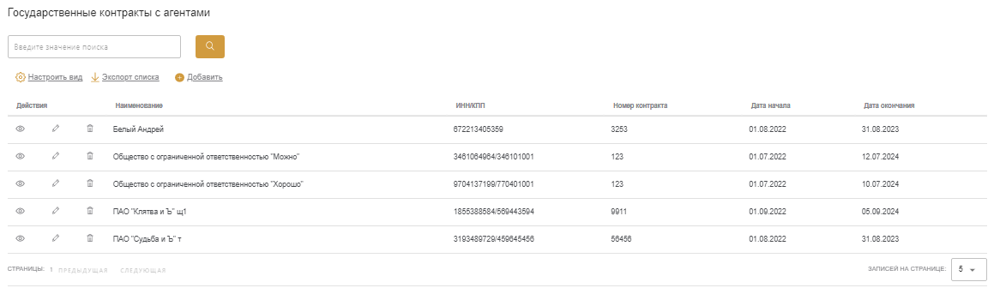 Государственные контракты с агентами
Введите значение поиска
Настроить вид Экспорт списка Добавить
Действия Наименование ИНН/КПП Номер контракта Дата начала Дата окончания
Белый Андрей 672213405359 3253 01.08.2022 31.08.2023
Общество с ограниченной ответственностью "Можно" 3461064964/346101001 123 01.07.2022 12.07.2024
Общество с ограниченной ответственностью "Хорошо" 9704137199/770401001 123 01.07.2022 10.07.2024
ПАО "Клятва и Ъ" щ1 1855388584/569443594 9911 01.09.2022 05.09.2024
ПАО "Судьба и Ъ" т 3193489729/459645456 56456 01.08.2022 31.08.2023
СТРАНИЦЫ: 1 ПРЕДЫДУЩАЯ СЛЕДУЮЩАЯ ЗАПИСЕЙ НА СТРАНИЦЕ: 5